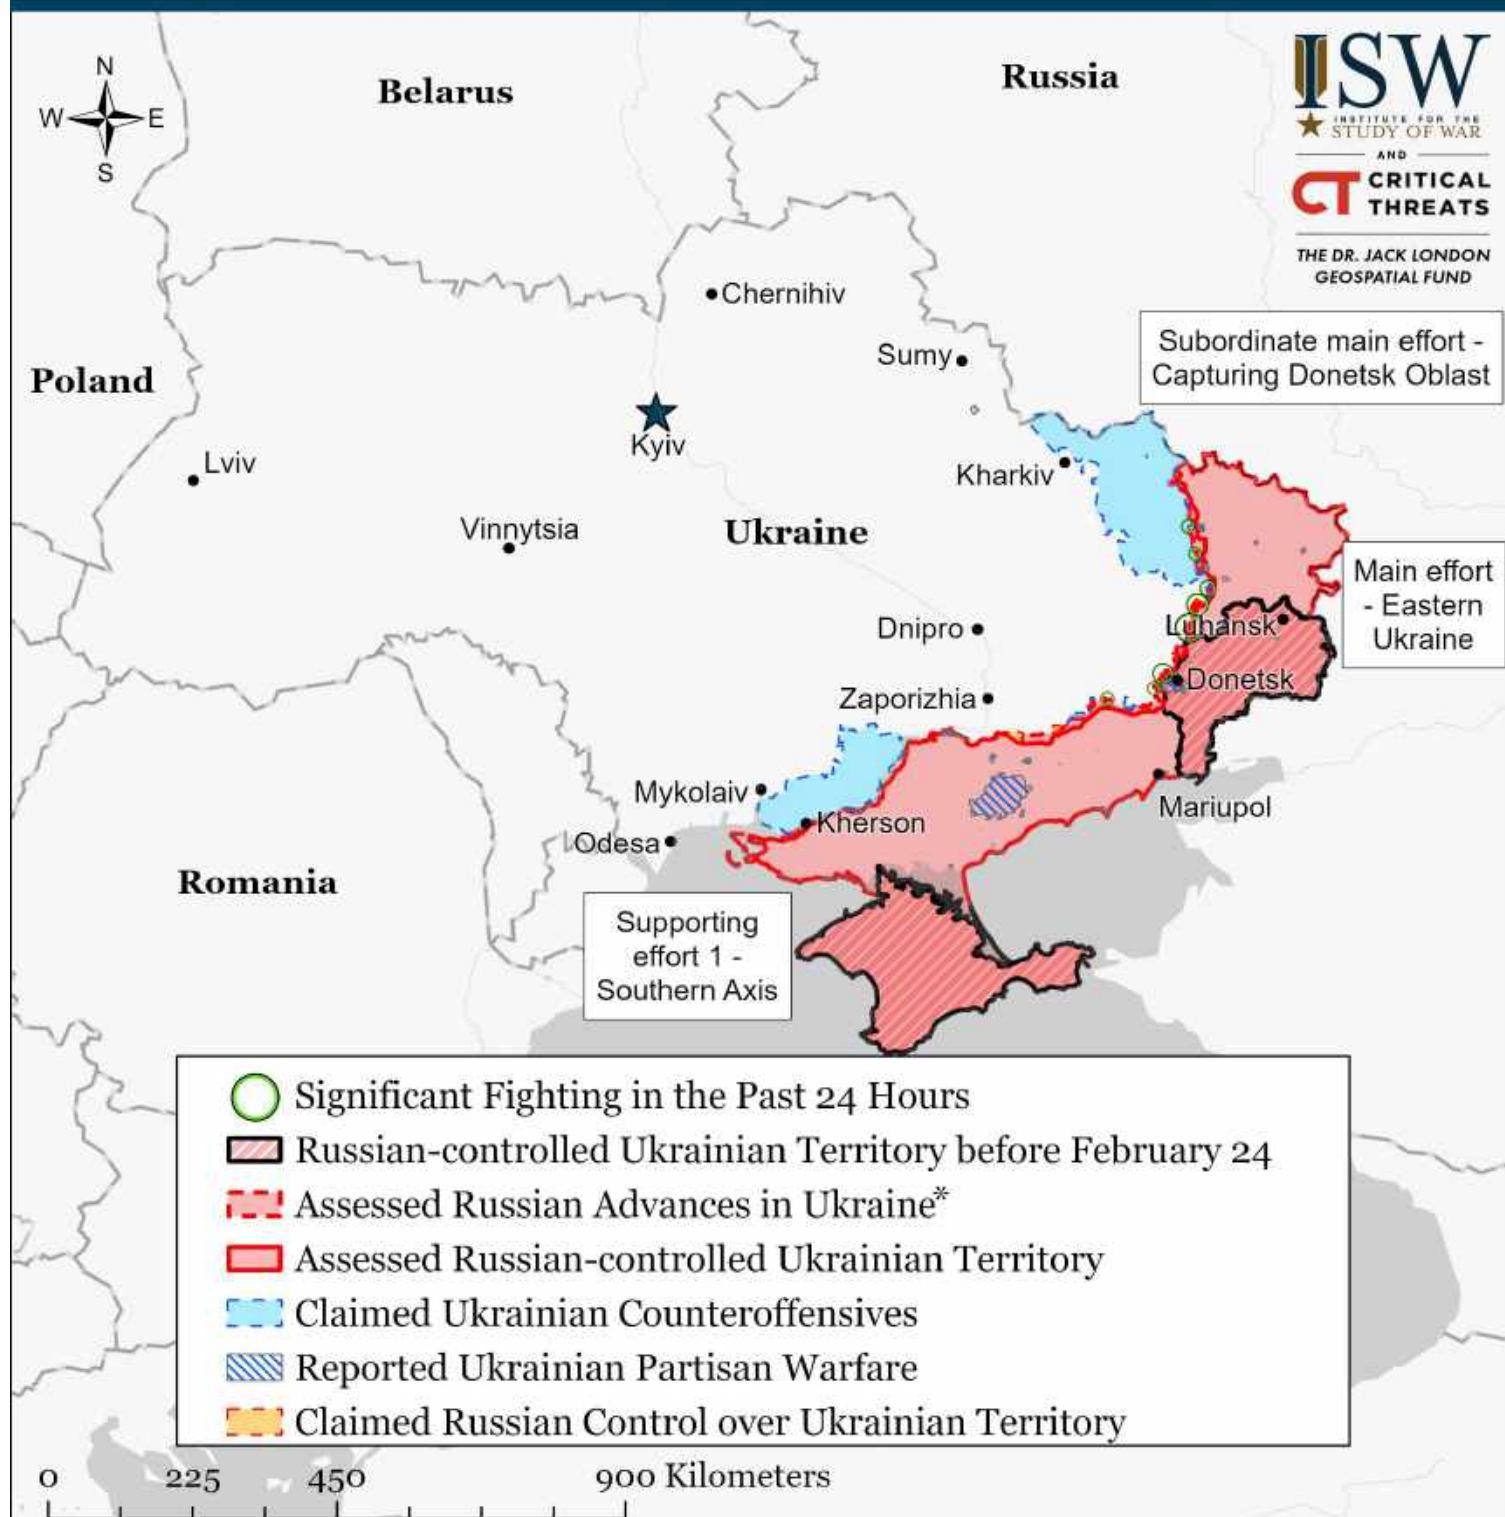 N
W
E
S
Belarus
Russia
ISW
INSTITUTE FOR THE
STUDY OF WAR
AND
CT CRITICAL
THREATS
THE DR. JACK LONDON
GEOSPATIAL FUND
Chernihiv
Subordinate main effort -
Capturing Donetsk Oblast
Sumy
Poland
Kyiv
Lviv
Kharkiv
Vinnytsia
Ukraine
Main effort
- Eastern
Ukraine
Dnipro
Luhansk
Donetsk
Zaporizhia
Mykolaiv
Mariupol
Kherson
Odesa
Romania
Supporting
effort 1 -
Southern Axis
Significant Fighting in the Past 24 Hours
Russian-controlled Ukrainian Territory before February 24
Assessed Russian Advances in Ukraine*
Assessed Russian-controlled Ukrainian Territory
Claimed Ukrainian Counteroffensives
Reported Ukrainian Partisan Warfare
Claimed Russian Control over Ukrainian Territory
0 225 450 900 Kilometers